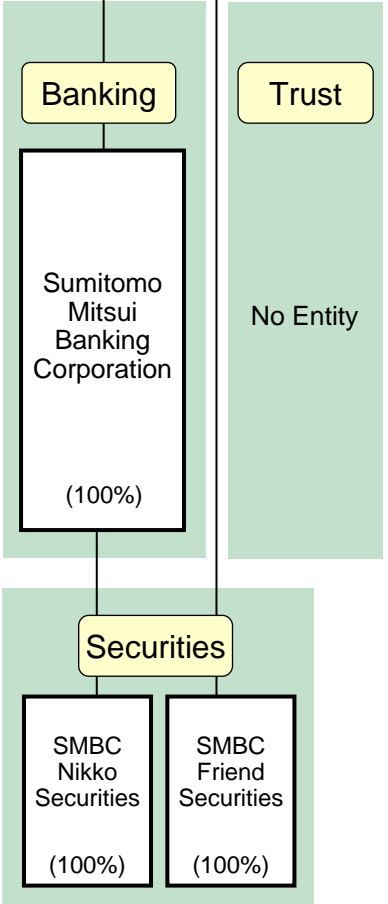 Banking
Sumitomo
Mitsui
Banking
Corporation
(100%)
Trust
No Entity
Securities
SMBC
Nikko
Securities
(100%)
SMBC
Friend
Securities
(100%)